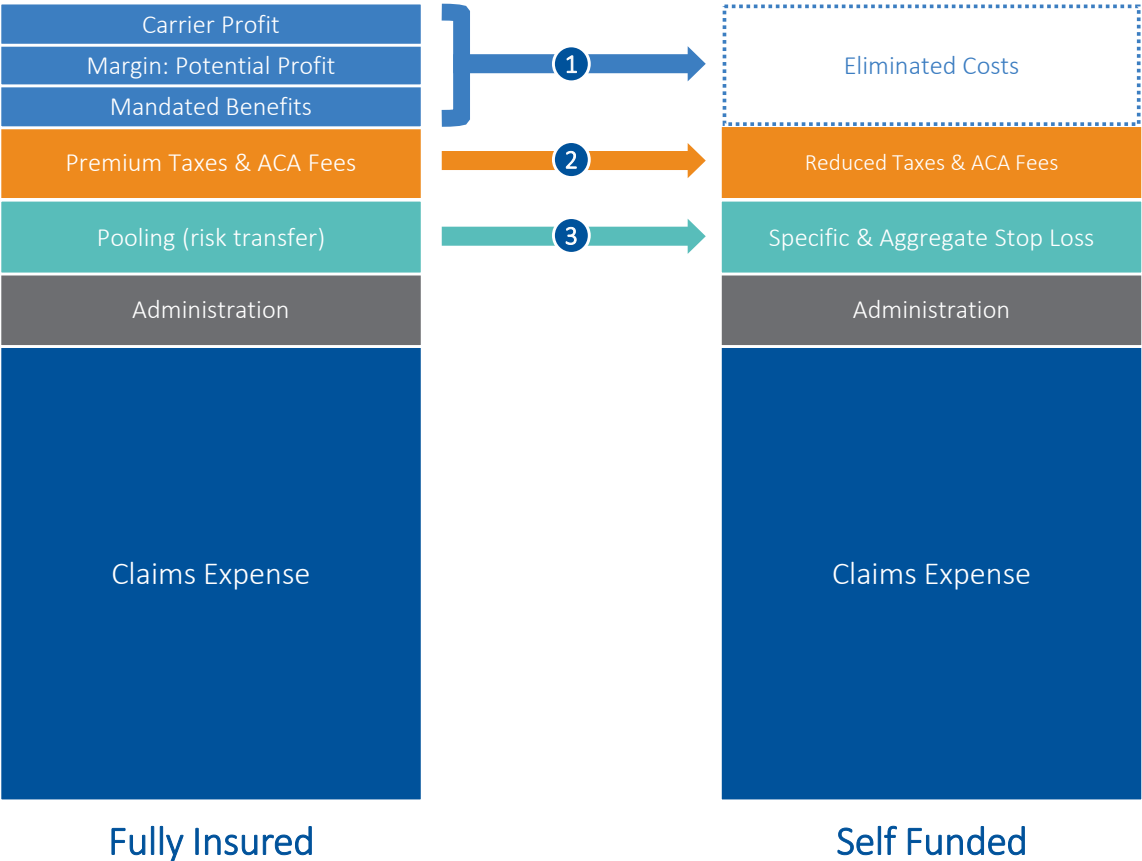 Carrier Profit
Margin: Potential Profit
Mandated Benefits
Premium Taxes & ACA Fees
Pooling (risk transfer)
Administration
Claims Expense
Fully Insured
1
2
3
Eliminated Costs
Reduced Taxes & ACA Fees
Specific & Aggregate Stop Loss
Administration
Claims Expense
Self Funded